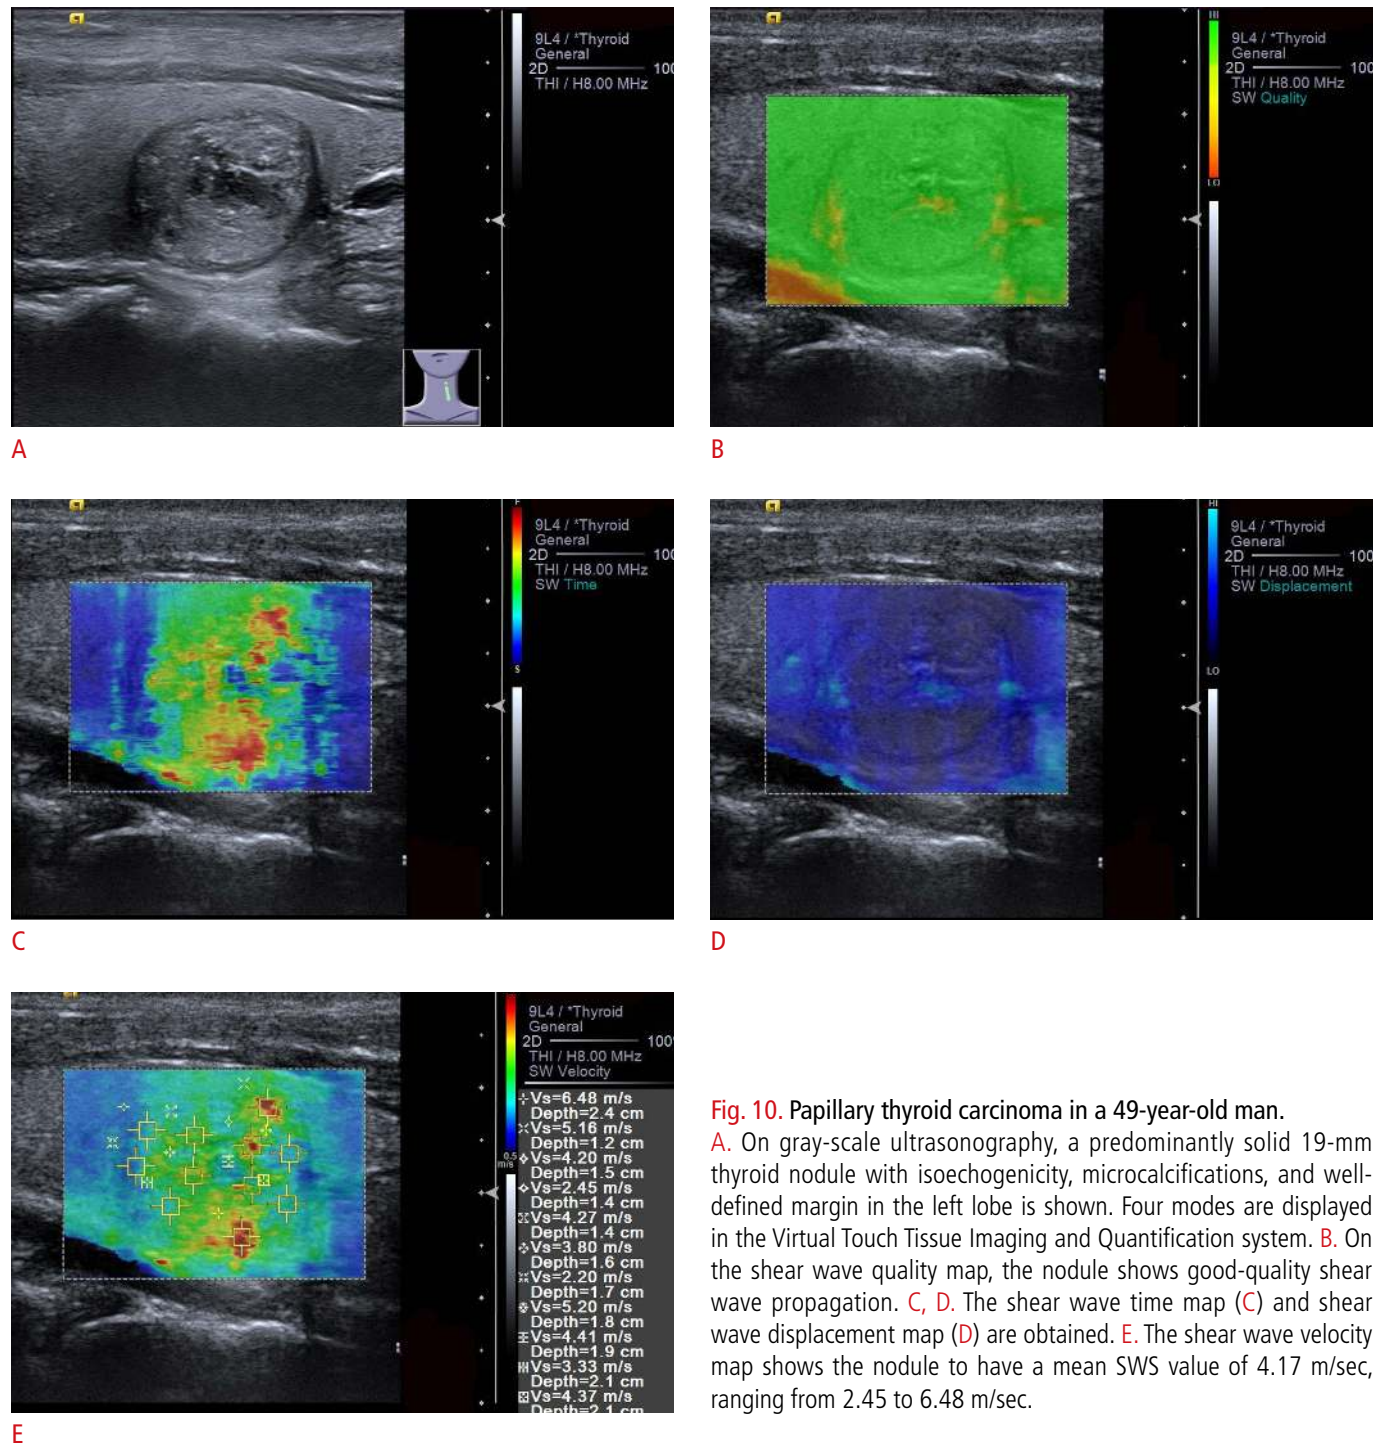 9L4 / *Thyroid
General
2D 100
THI / H8.00 MHz
A
HI
9L4 / *Thyroid
General
2D 100
THI / H8.00 MHz
SW Quality
LO
B
F
9L4 / *Thyroid
General
2D 100
THI / H8.00 MHz
SW Time
S
C
HI
9L4 / *Thyroid
General
2D 100
THI / H8.00 MHz
SW Displacement
LO
D
9L4 / *Thyroid
General
2D 100
THI / H8.00 MHz
SW Velocity
Vs=6.48 m/s
Depth=2.4 cm
Vs=5.16 m/s
Depth=1.2 cm
0.5
m/s
Vs=4.20 m/s
Depth=1.5 cm
Vs=2.45 m/s
Depth=1.4 cm
Vs=4.27 m/s
Depth=1.4 cm
Vs=3.80 m/s
Depth=1.6 cm
Vs=2.20 m/s
Depth=1.7 cm
Vs=5.20 m/s
Depth=1.8 cm
Vs=4.41 m/s
Depth=1.9 cm
Vs=3.33 m/s
Depth=2.1 cm
Vs=4.37 m/s
Depth=2.1 cm
E
Fig. 10. Papillary thyroid carcinoma in a 49-year-old man.
A. On gray-scale ultrasonography, a predominantly solid 19-mm
thyroid nodule with isoechogenicity, microcalcifications, and well-
defined margin in the left lobe is shown. Four modes are displayed
in the Virtual Touch Tissue Imaging and Quantification system. B. On
the shear wave quality map, the nodule shows good-quality shear
wave propagation. C, D. The shear wave time map (C) and shear
wave displacement map (D) are obtained. E. The shear wave velocity
map shows the nodule to have a mean SWS value of 4.17 m/sec,
ranging from 2.45 to 6.48 m/sec.